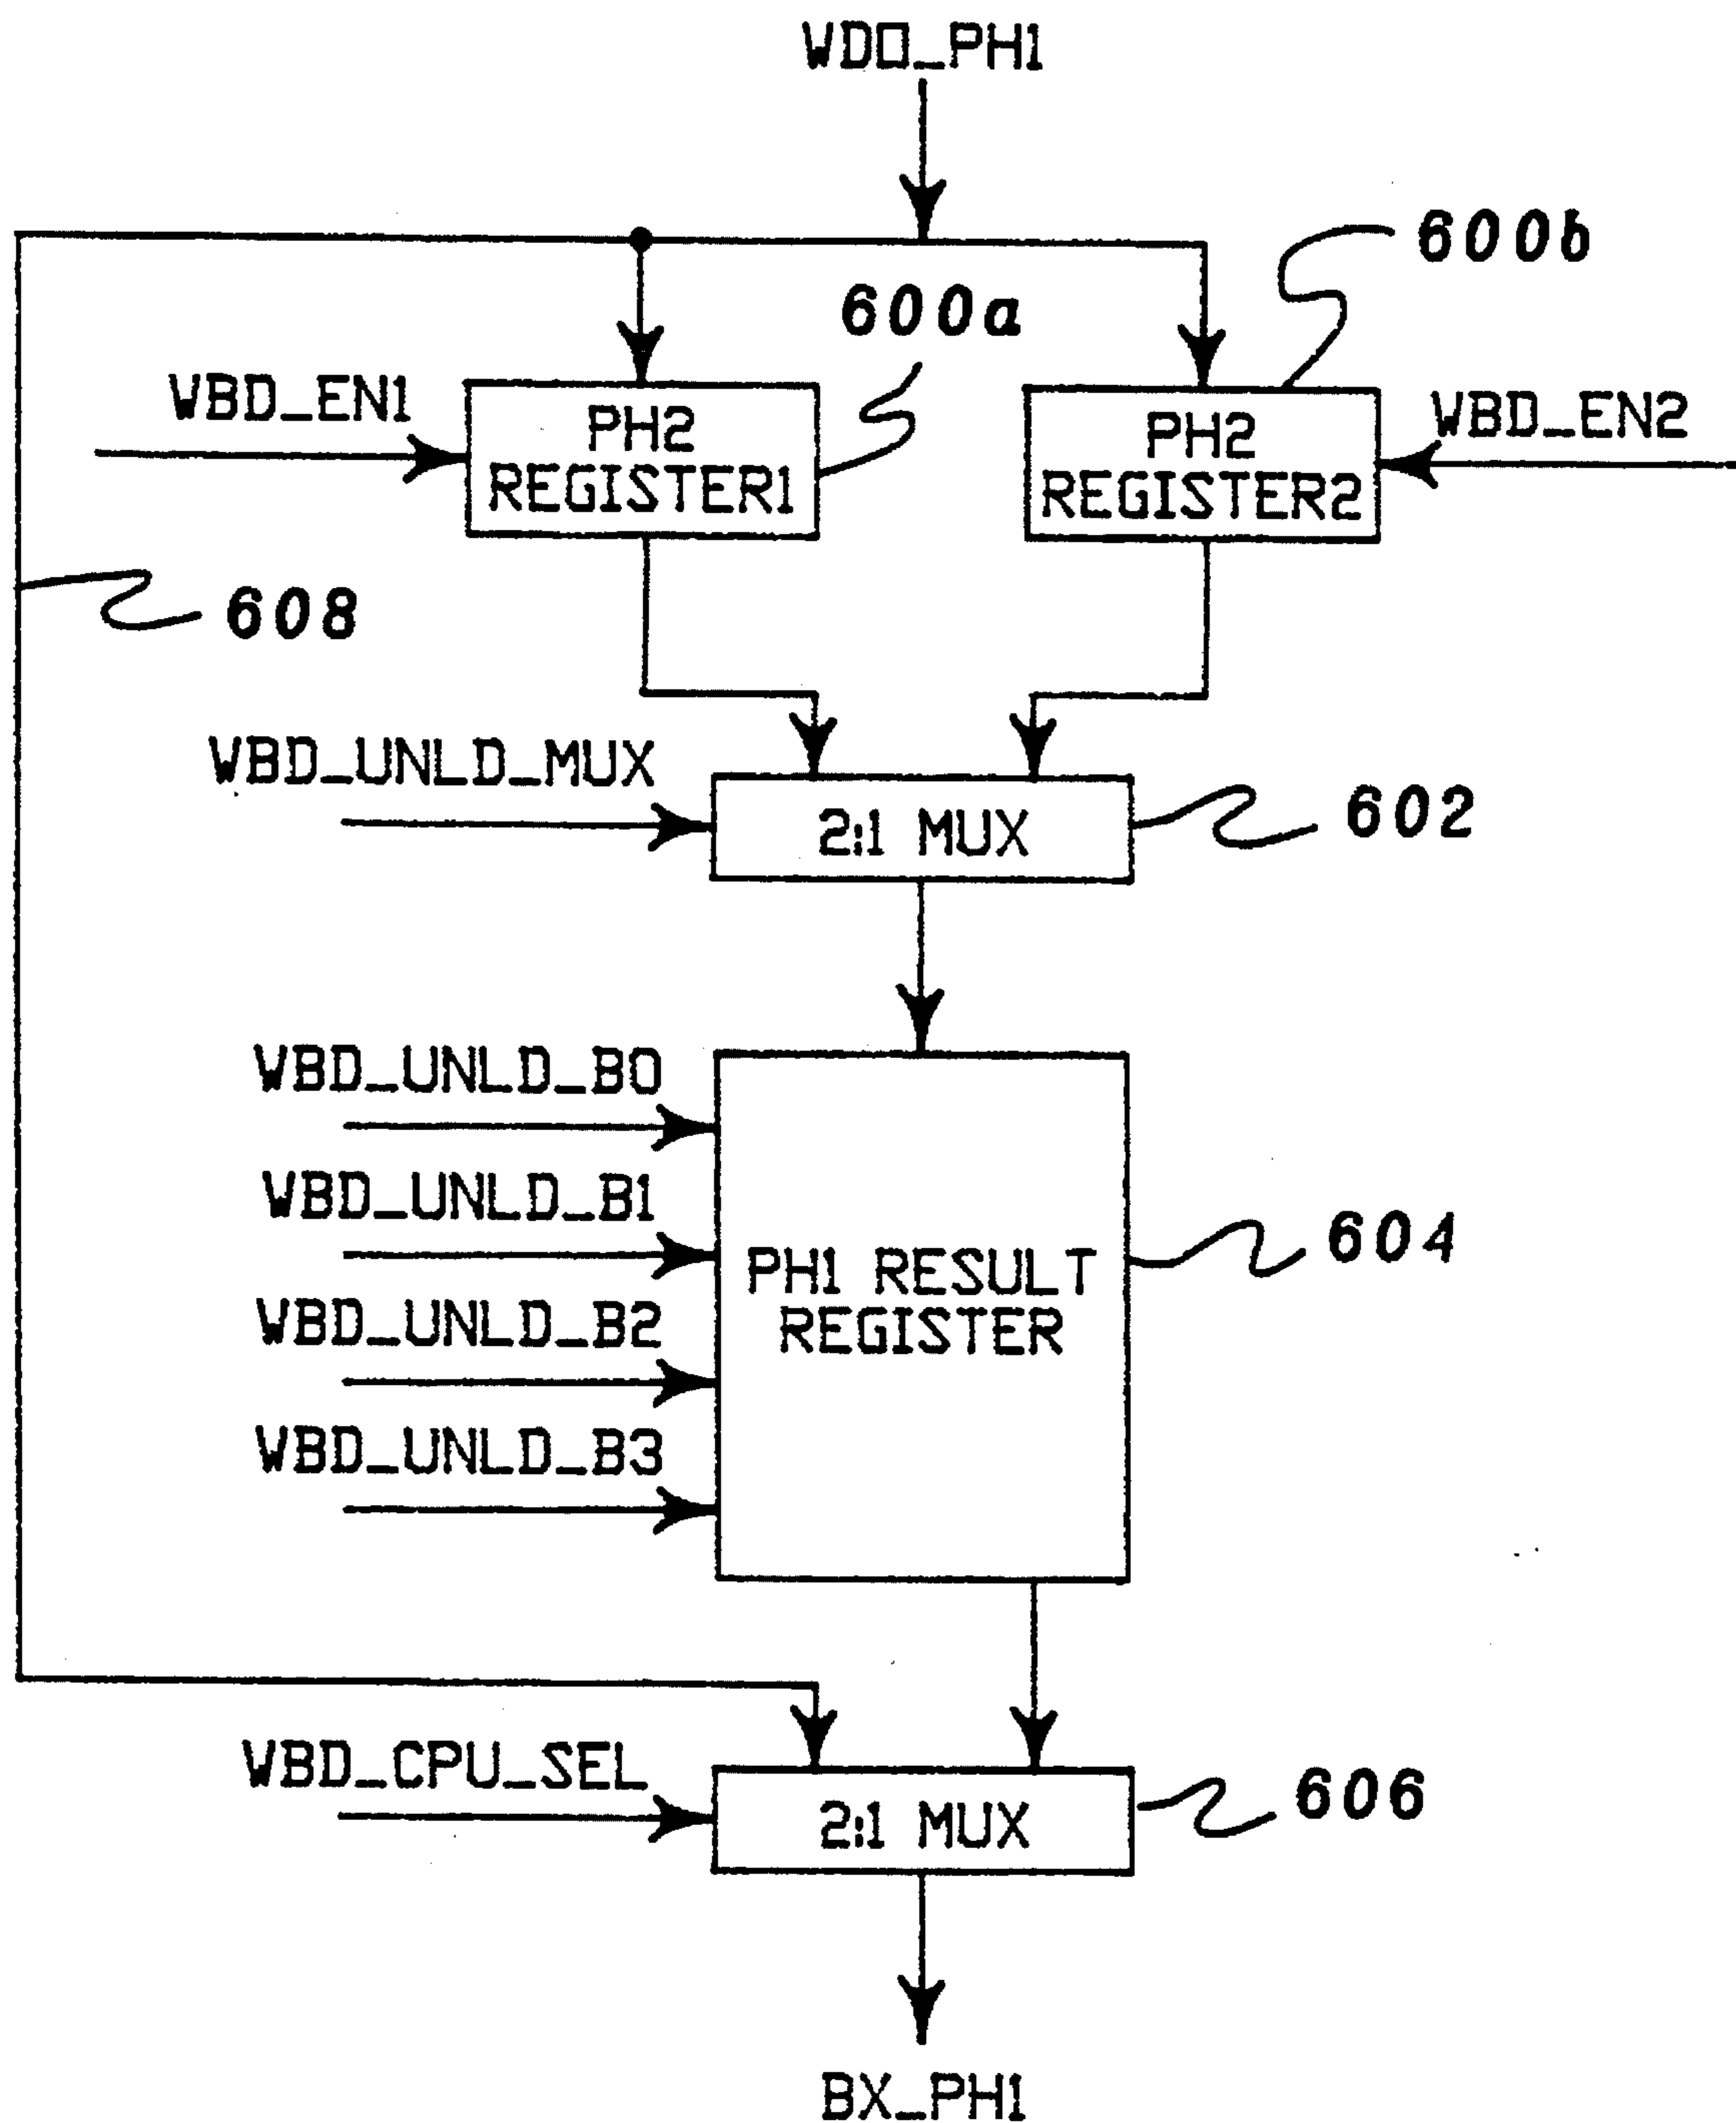 WDO_PH1
600b
600a
WBD_EN1
PH2
REGISTER1
PH2
REGISTER2
WBD_EN2
608
WBD_UNLD_MUX
2:1 MUX
602
WBD_UNLD_B0
WBD_UNLD_B1
WBD_UNLD_B2
WBD_UNLD_B3
PH1 RESULT
REGISTER
604
WBD_CPU_SEL
2:1 MUX
606
BX_PH1